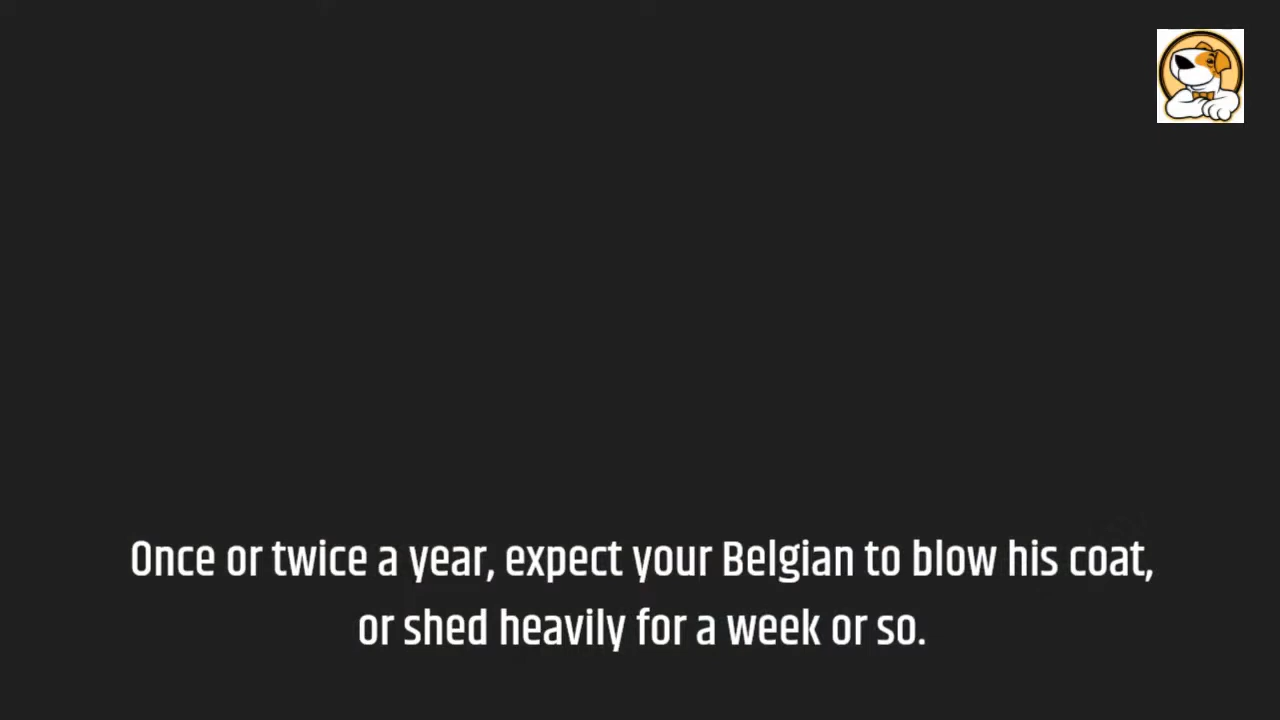 Once or twice a year, expect your Belgian to blow his coat,
or shed heavily for a week or so.